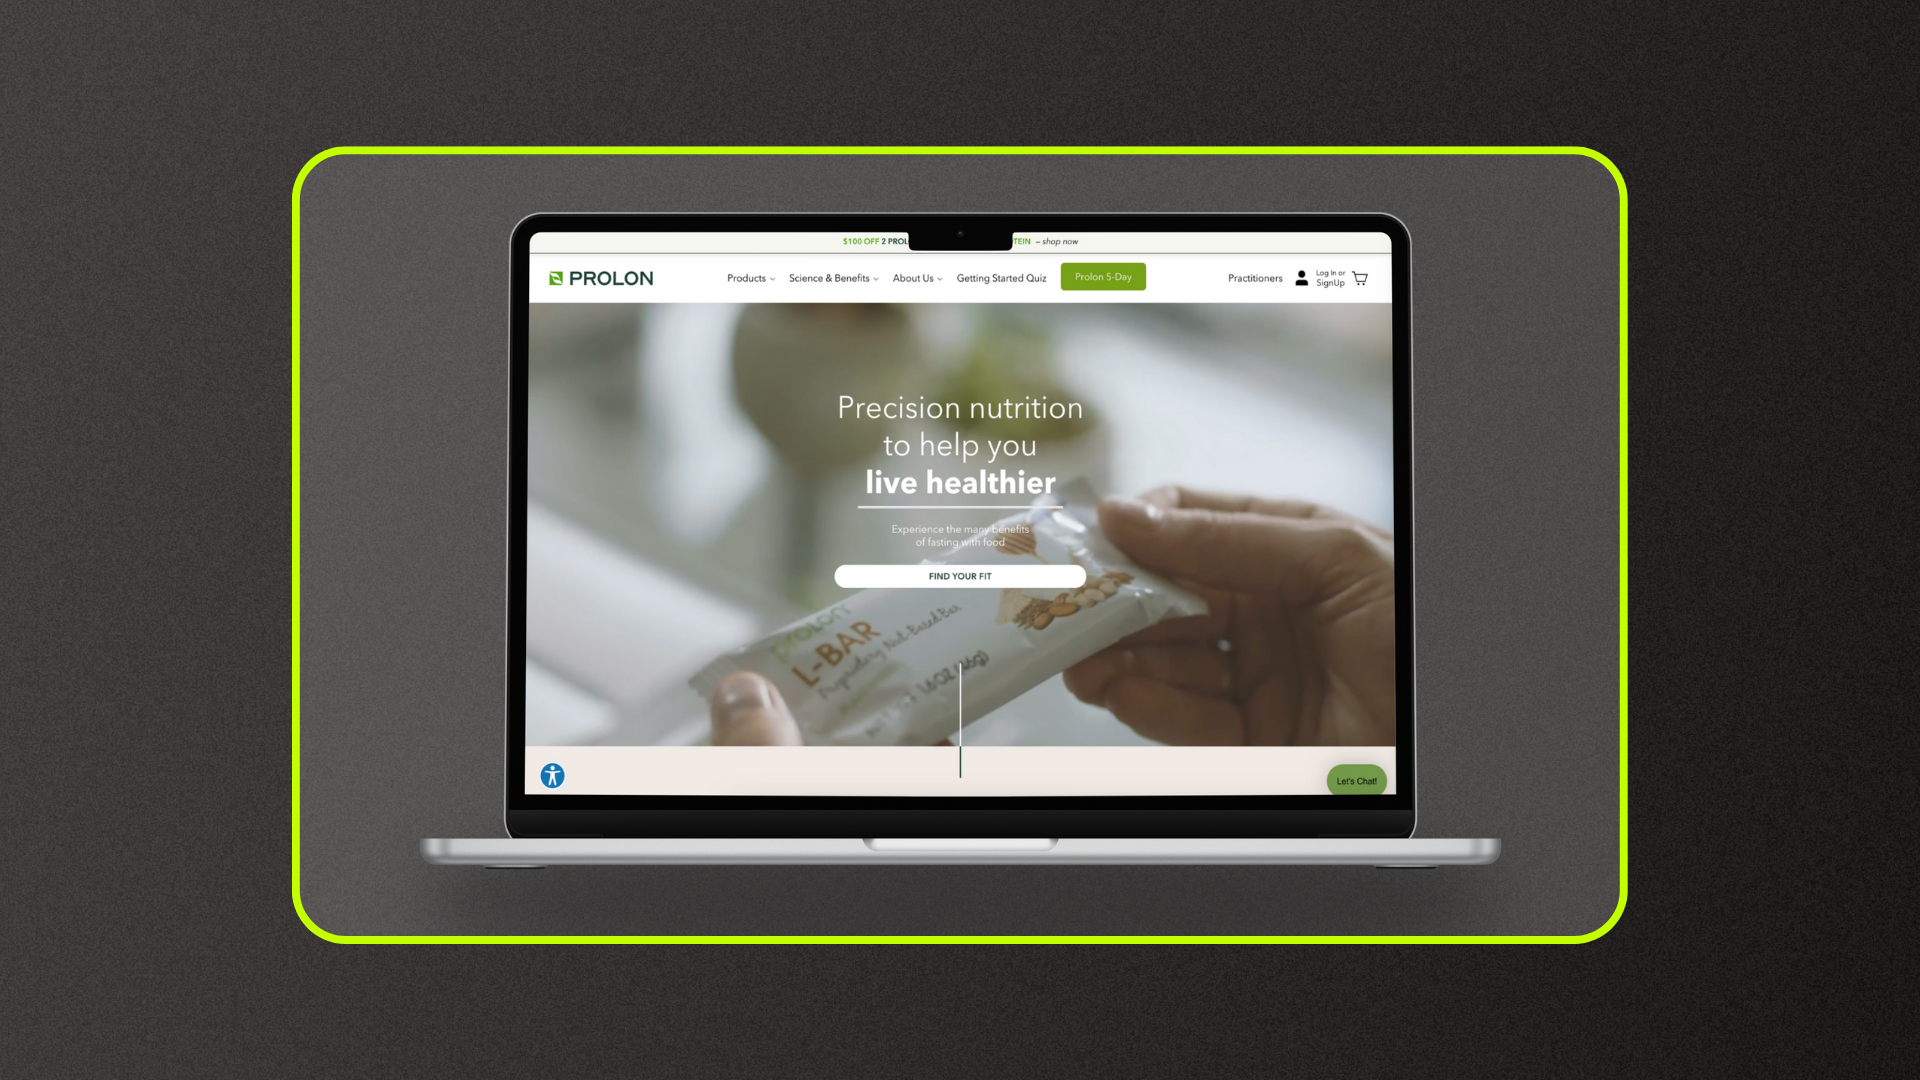 $100 OFF 2 PROL TEIN – shop now
PROLON
Products
Science & Benefits
About Us
Getting Started Quiz
Prolon 5-Day
Practitioners
Log In or
SignUp
Precision nutrition
to help you
live healthier
Experience the many benefits
of fasting with food
FIND YOUR FIT
prolon
L-BAR
Proprietary Nut-Based Bar
1.6OZ (46g)
Let's Chat!